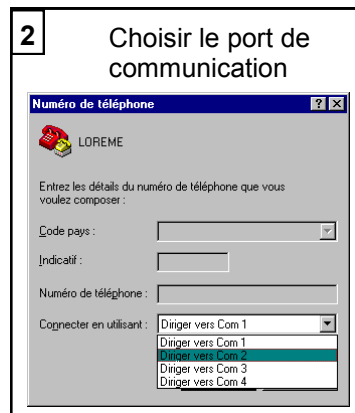 2
Choisir le port de
communication
Numéro de téléphone
? ×
LOREME
Entrez les détails du numéro de téléphone que vous
voulez composer :
Code pays :
Indicatif :
Numéro de téléphone :
Connecter en utilisant : Diriger vers Com 1
Diriger vers Com 1
Diriger vers Com 2
Diriger vers Com 3
Diriger vers Com 4